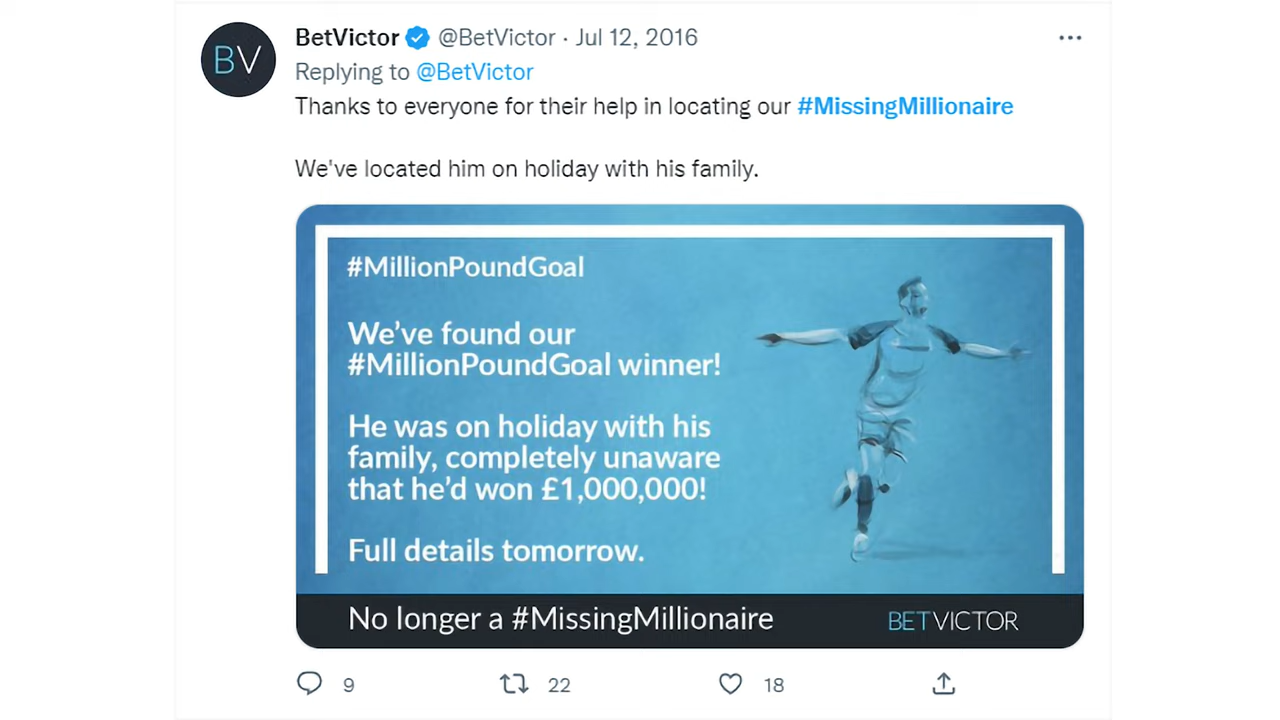 BV
BetVictor @BetVictor · Jul 12, 2016
Replying to @BetVictor
Thanks to everyone for their help in locating our #MissingMillionaire
We've located him on holiday with his family.
#MillionPoundGoal
We've found our
#MillionPoundGoal winner!
He was on holiday with his
family, completely unaware
that he'd won £1,000,000!
Full details tomorrow.
No longer a #MissingMillionaire
BETVICTOR
9 22 18